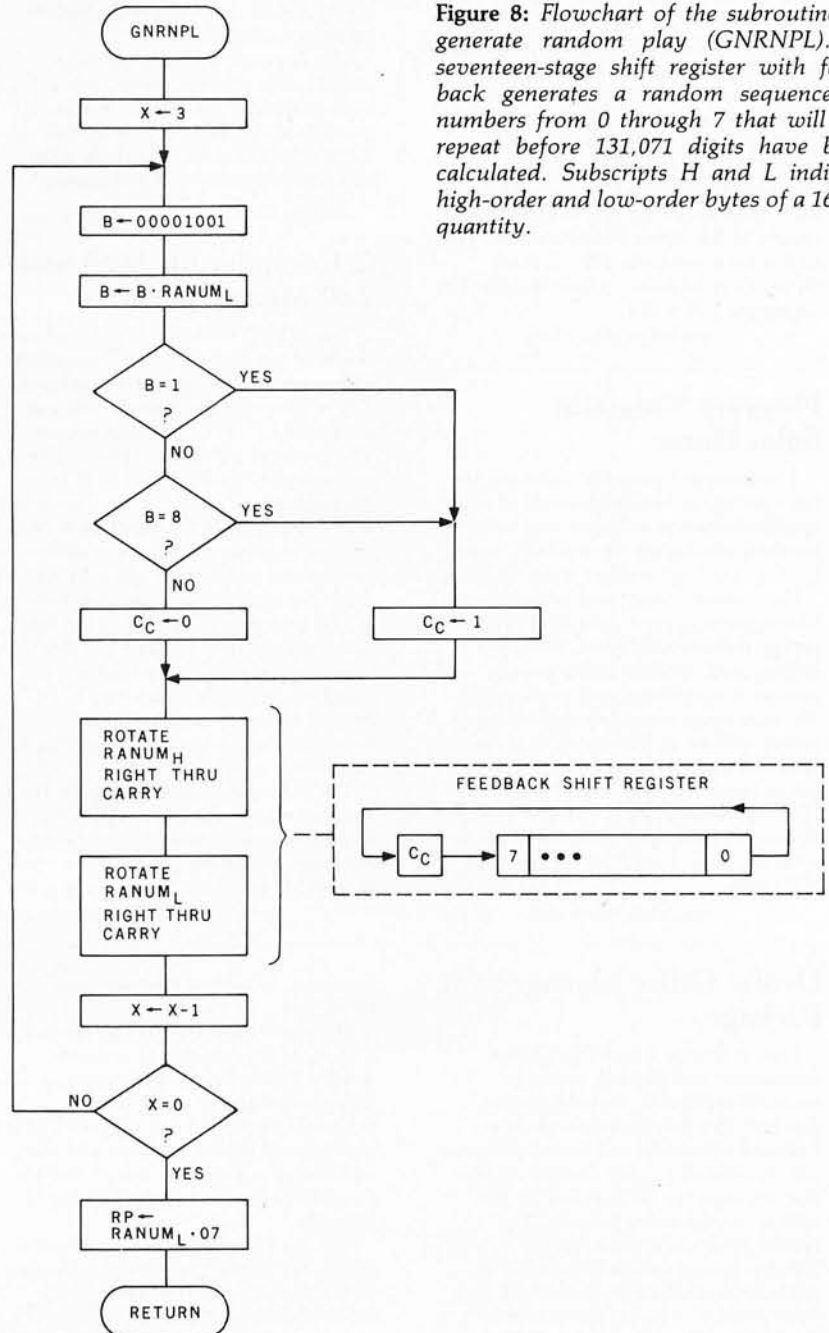 GNRNPL
X ← 3
B ← 00001001
B ← B · RANUM_L
B = 1
?
YES
NO
B = 8
?
YES
NO
C_C ← 0
C_C ← 1
ROTATE
RANUM_H
RIGHT THRU
CARRY
ROTATE
RANUM_L
RIGHT THRU
CARRY
FEEDBACK SHIFT REGISTER
C_C
7
•••
0
X ← X-1
X = 0
?
NO
YES
RP ←
RANUM_L · 07
RETURN
Figure 8: Flowchart of the subroutine
generate random play (GNRNPL).
seventeen-stage shift register with
back generates a random sequence
numbers from 0 through 7 that will
repeat before 131,071 digits have
calculated. Subscripts H and L
high-order and low-order bytes of a
quantity.